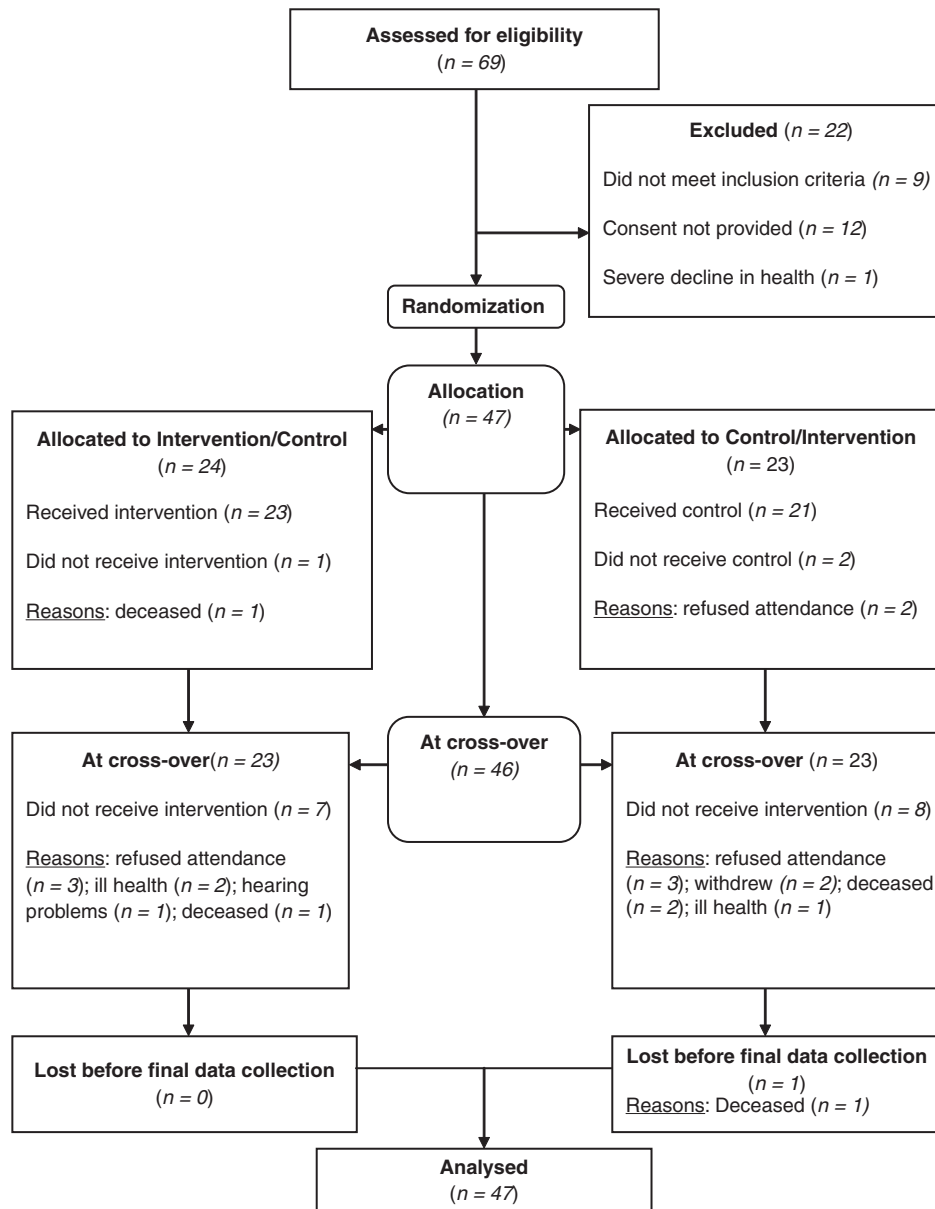 Assessed for eligibility
(n = 69)
Excluded (n = 22)
Did not meet inclusion criteria (n = 9)
Consent not provided (n = 12)
Severe decline in health (n = 1)
Randomization
Allocation
(n = 47)
Allocated to Intervention/Control
(n = 24)
Received intervention (n = 23)
Did not receive intervention (n = 1)
Reasons: deceased (n = 1)
Allocated to Control/Intervention
(n = 23)
Received control (n = 21)
Did not receive control (n = 2)
Reasons: refused attendance (n = 2)
At cross-over
(n = 46)
At cross-over(n = 23)
Did not receive intervention (n = 7)
Reasons: refused attendance
(n = 3); ill health (n = 2); hearing
problems (n = 1); deceased (n = 1)
At cross-over (n = 23)
Did not receive intervention (n = 8)
Reasons: refused attendance
(n = 3); withdrew (n = 2); deceased
(n = 2); ill health (n = 1)
Lost before final data collection
(n = 0)
Lost before final data collection
(n = 1)
Reasons: Deceased (n = 1)
Analysed
(n = 47)